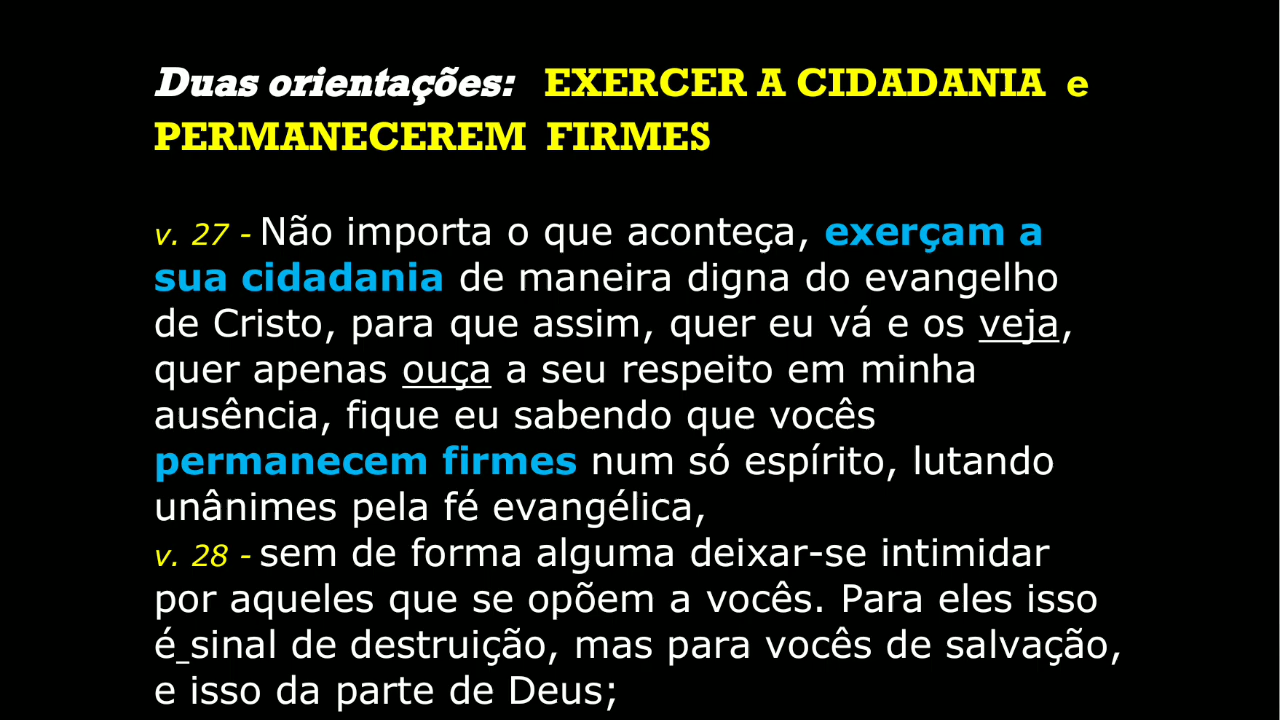 Duas orientações: EXERCER A CIDADANIA e
PERMANECEREM FIRMES
v. 27 - Não importa o que aconteça, exerçam a
sua cidadania de maneira digna do evangelho
de Cristo, para que assim, quer eu vá e os veja,
quer apenas ouça a seu respeito em minha
ausência, fique eu sabendo que vocês
permanecem firmes num só espírito, lutando
unânimes pela fé evangélica,
v. 28 - sem de forma alguma deixar-se intimidar
por aqueles que se opõem a vocês. Para eles isso
é sinal de destruição, mas para vocês de salvação,
e isso da parte de Deus;